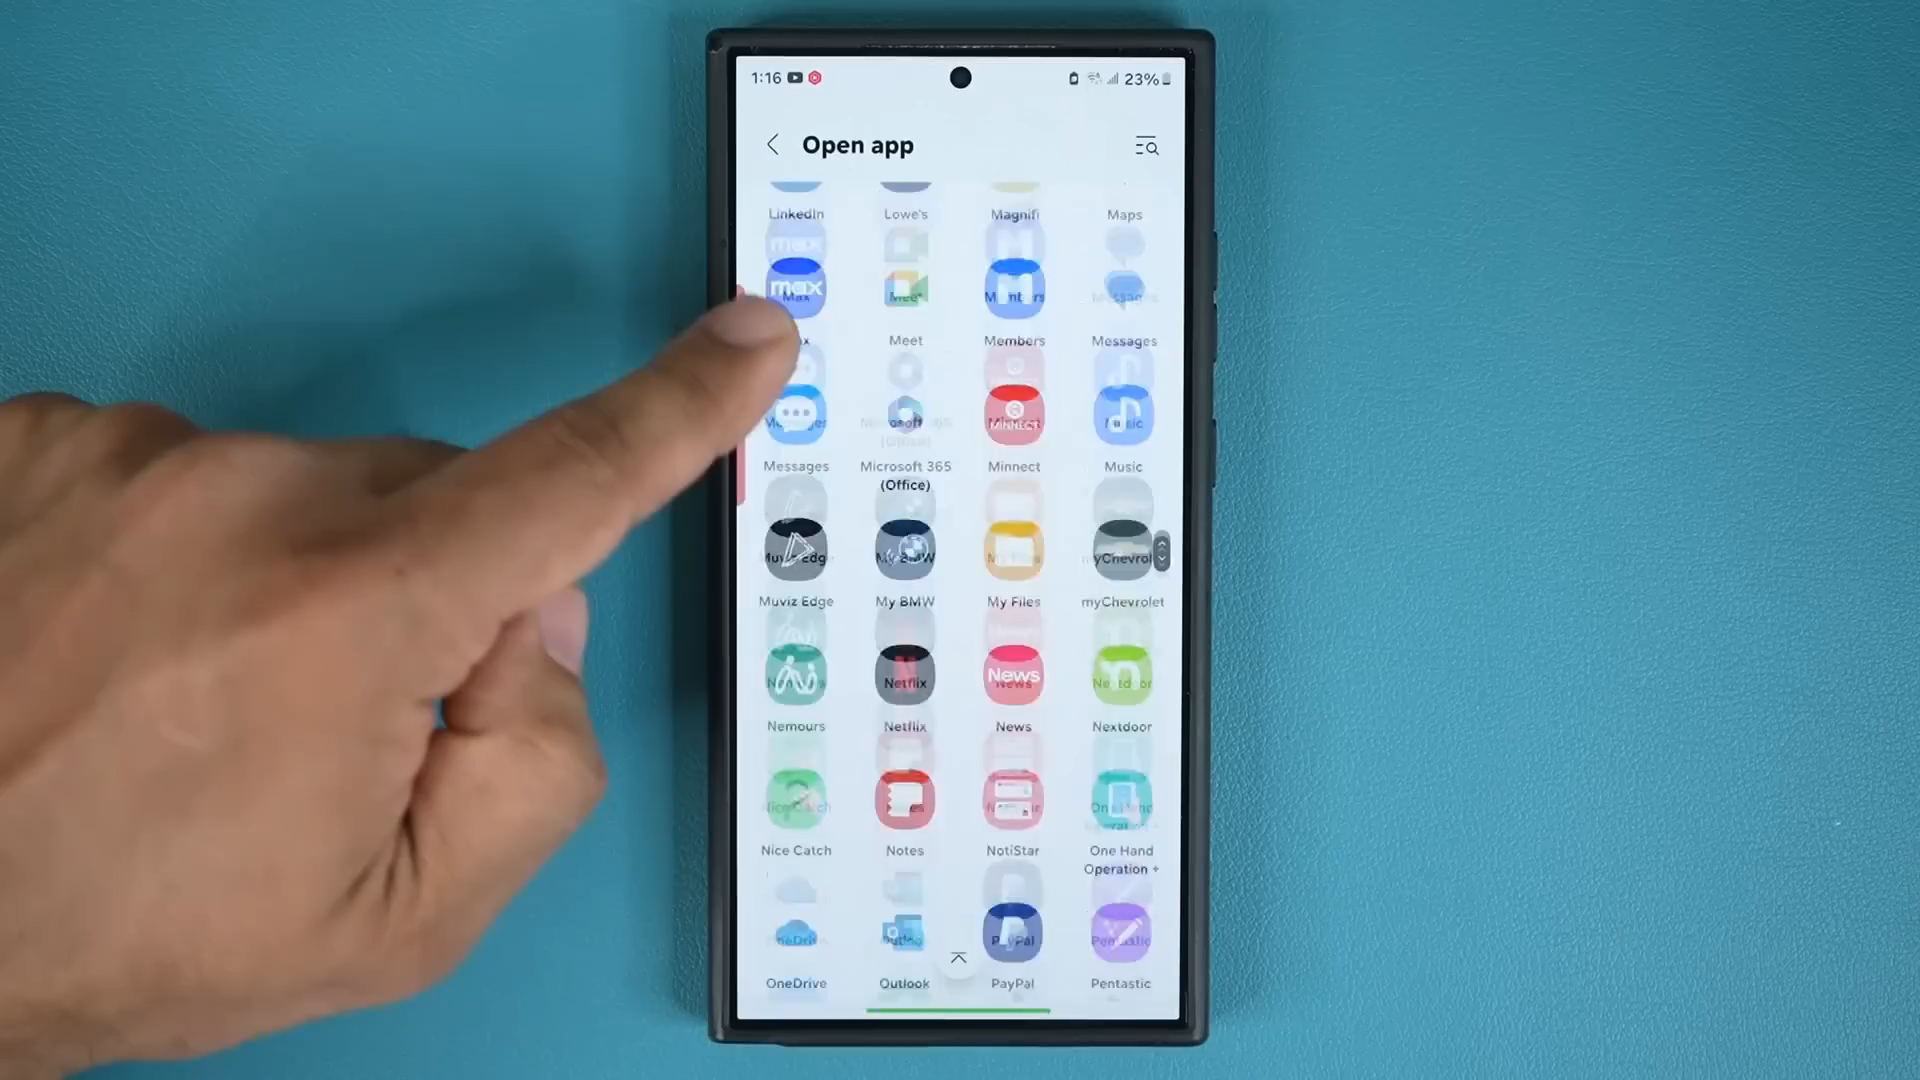 1:16
23%
Open app
LinkedIn Lowe's Magnifi Maps
max
Meet Members Messages
MINNECT
Messages Microsoft 365 Minnect Music
(Office)
Muviz Edge My BMW My Files myChevrolet
News
Nemours Netflix News Nextdoor
Nice Catch Notes NotiStar One Hand
Operation +
OneDrive Outlook PayPal Pentastic